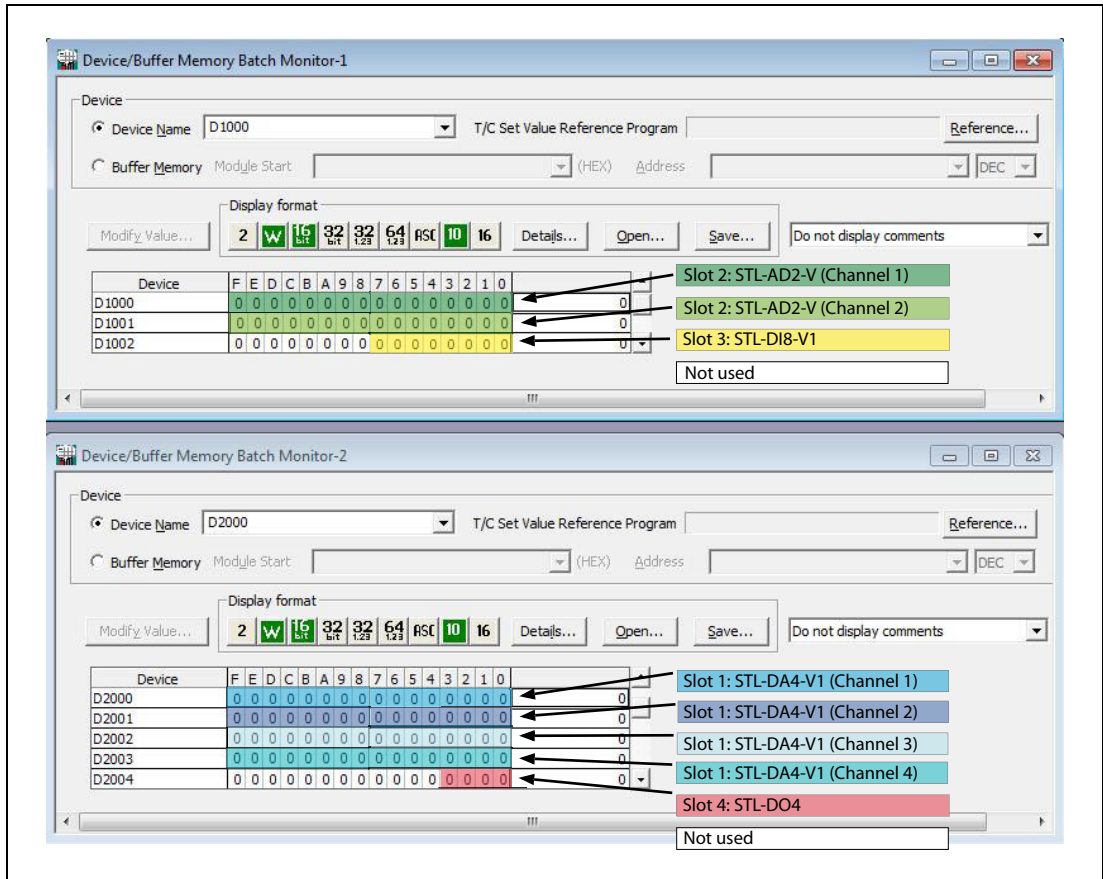 Device/Buffer Memory Batch Monitor-1
Device
Device Name D1000 T/C Set Value Reference Program Reference...
Buffer Memory Module Start (HEX) Address DEC
Display format
Modify Value... 2 W 16 bit 32 bit 32 1.23 64 1.23 ASC 10 16 Details... Open... Save... Do not display comments
Device F E D C B A 9 8 7 6 5 4 3 2 1 0 Slot 2: STL-AD2-V (Channel 1)
D1000 0 0 0 0 0 0 0 0 0 0 0 0 0 0 0 0 0
Slot 2: STL-AD2-V (Channel 2)
D1001 0 0 0 0 0 0 0 0 0 0 0 0 0 0 0 0 0
D1002 0 0 0 0 0 0 0 0 0 0 0 0 0 0 0 0 0 Slot 3: STL-DI8-V1
Not used
Device/Buffer Memory Batch Monitor-2
Device
Device Name D2000 T/C Set Value Reference Program Reference...
Buffer Memory Module Start (HEX) Address DEC
Display format
Modify Value... 2 W 16 bit 32 bit 32 1.23 64 1.23 ASC 10 16 Details... Open... Save... Do not display comments
Device F E D C B A 9 8 7 6 5 4 3 2 1 0 Slot 1: STL-DA4-V1 (Channel 1)
D2000 0 0 0 0 0 0 0 0 0 0 0 0 0 0 0 0 0
D2001 0 0 0 0 0 0 0 0 0 0 0 0 0 0 0 0 0 Slot 1: STL-DA4-V1 (Channel 2)
D2002 0 0 0 0 0 0 0 0 0 0 0 0 0 0 0 0 0 Slot 1: STL-DA4-V1 (Channel 3)
D2003 0 0 0 0 0 0 0 0 0 0 0 0 0 0 0 0 0 Slot 1: STL-DA4-V1 (Channel 4)
D2004 0 0 0 0 0 0 0 0 0 0 0 0 0 0 0 0 0
Slot 4: STL-DO4
Not used